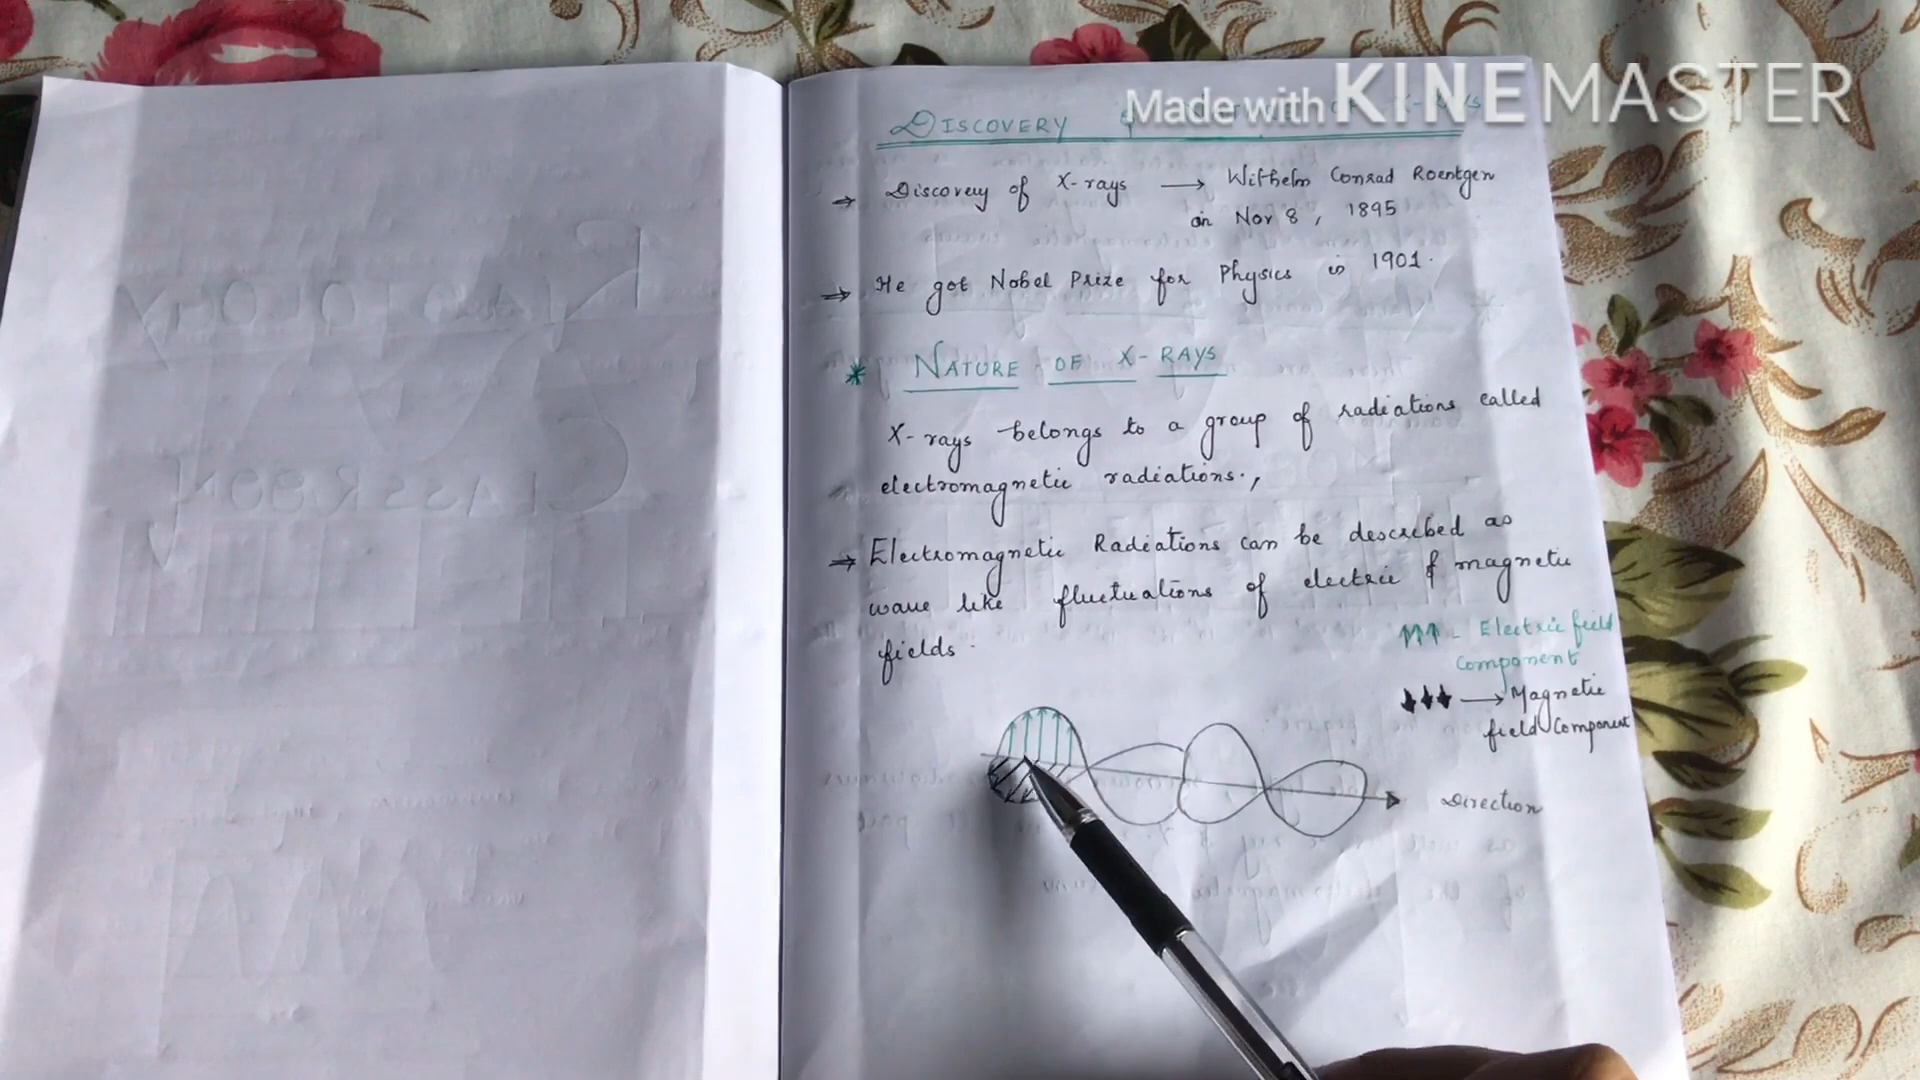 Made with KINEMASTER
DISCOVERY & OF X-RAYS
→ Discovery of X-rays → Wilhelm Conrad Roentgen
on Nov 8, 1895
⇒ He got Nobel Prize for Physics in 1901.
* NATURE OF X-RAYS
X-rays belongs to a group of radiations called
electromagnetic radiations.,
⇒ Electromagnetic Radiations can be described as
wave like fluctuations of electric & magnetic
fields.
↑↑↑ - Electric field
component
↓↓↓ → Magnetic
field Component
Direction